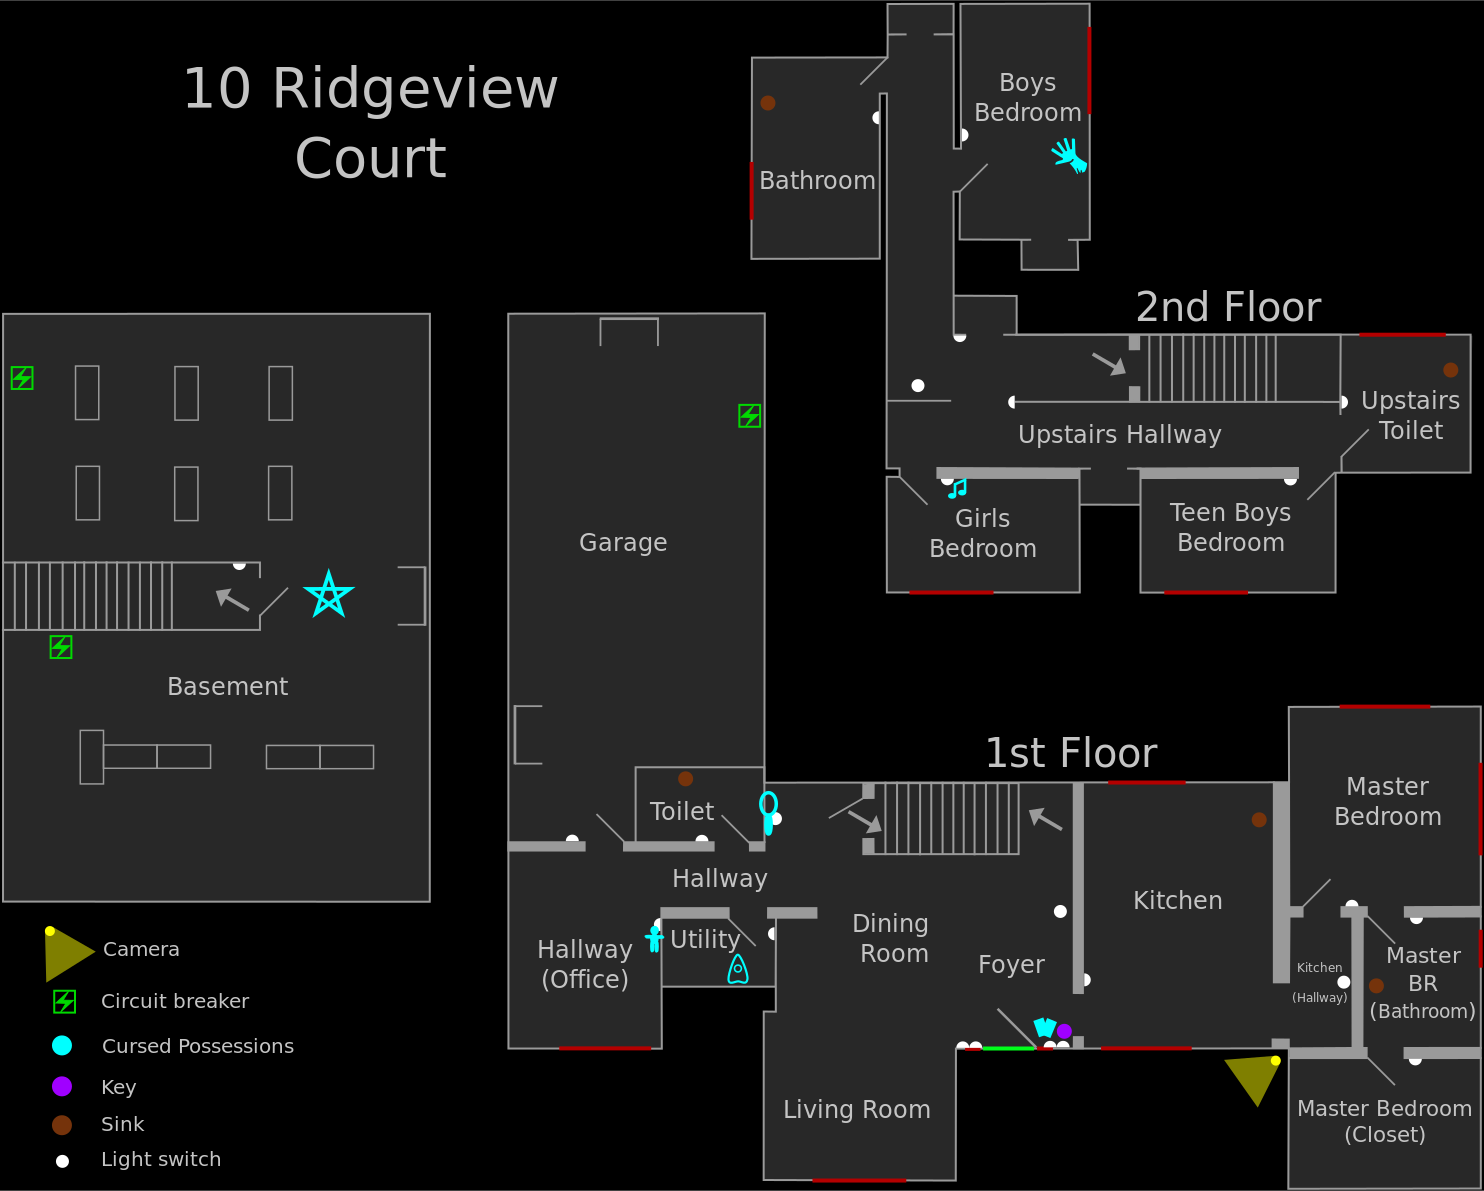 10 Ridgeview
Court
Boys
Bedroom
Bathroom
2nd Floor
Upstairs
Toilet
Upstairs Hallway
Girls
Bedroom
Teen Boys
Bedroom
Garage
Basement
1st Floor
Toilet
Hallway
Utility
Hallway
(Office)
Dining
Room
Foyer
Kitchen
Master
Bedroom
Kitchen
(Hallway)
Master
BR
(Bathroom)
Living Room
Master Bedroom
(Closet)
Camera
Circuit breaker
Cursed Possessions
Key
Sink
Light switch